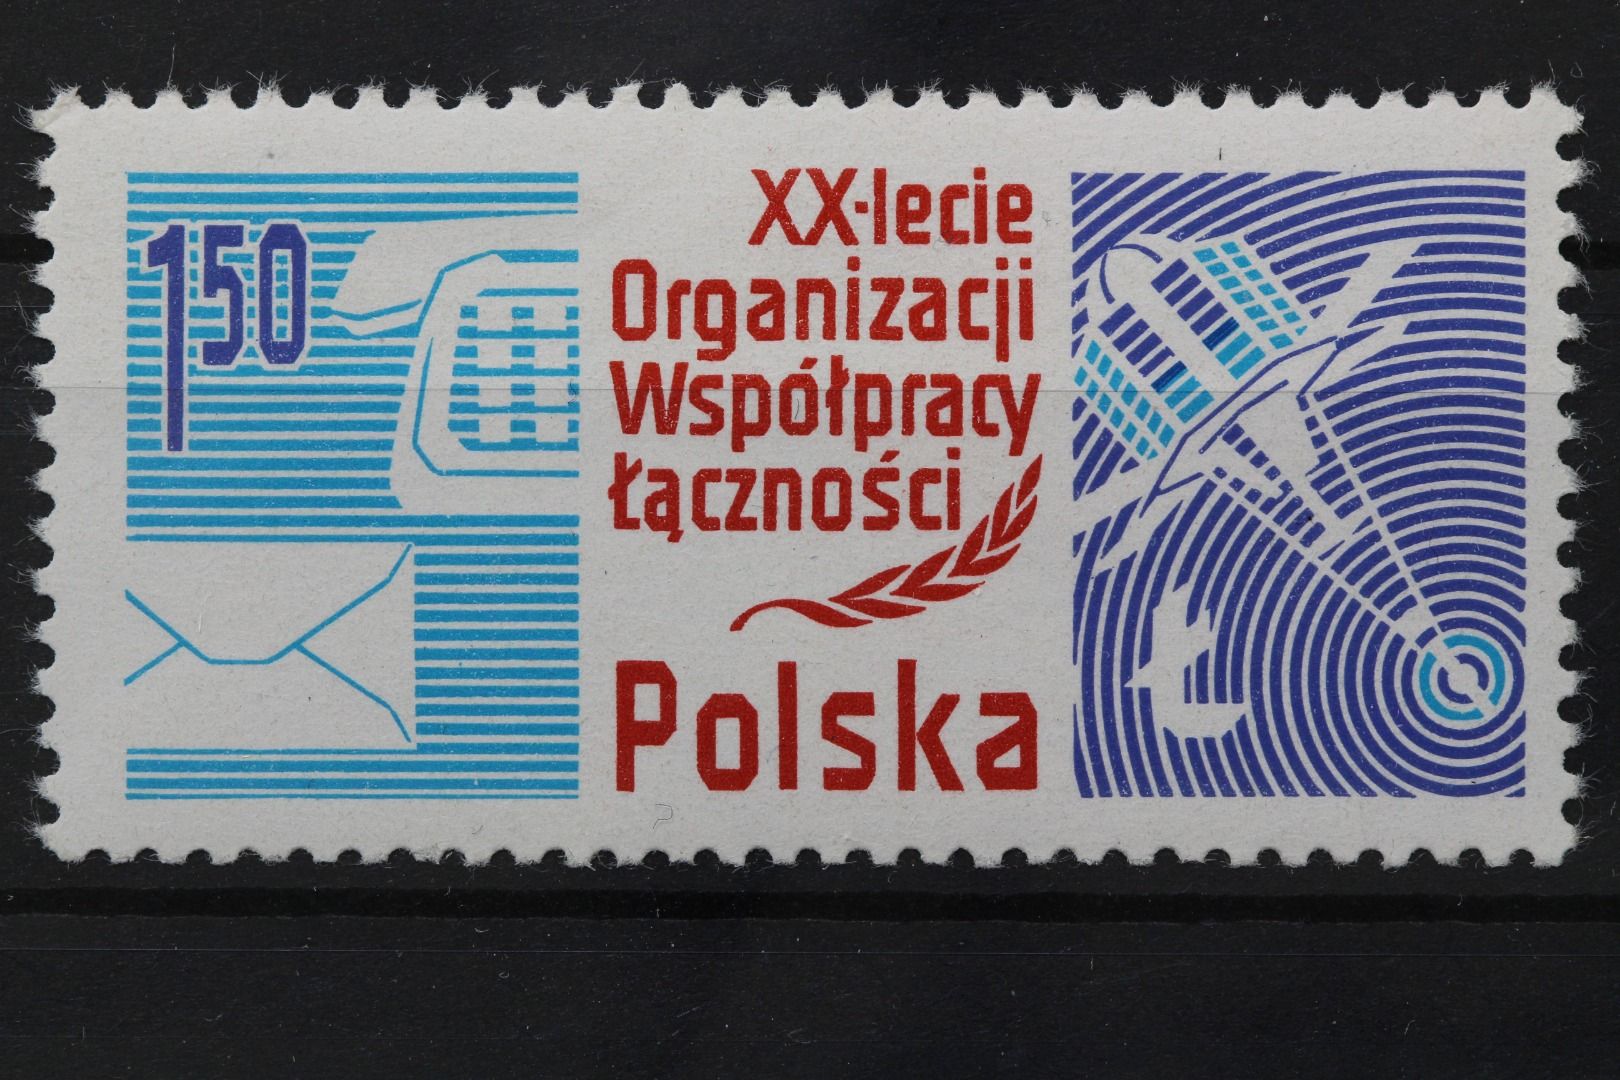 1.50
XX-lecie
Organizacji
Współpracy
łączności
Polska